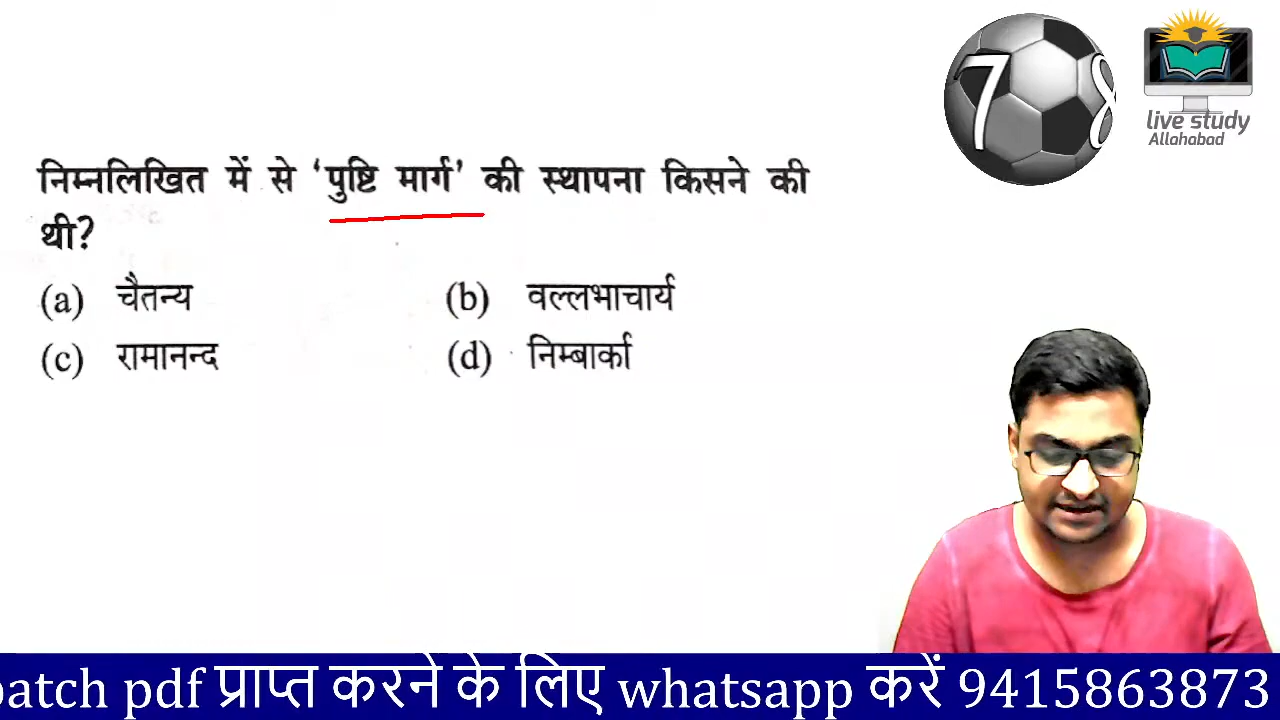 7 8
live study
Allahabad
निम्नलिखित में से ‘पुष्टि मार्ग’ की स्थापना किसने की
थी?
(a) चैतन्य (b) वल्लभाचार्य
(c) रामानन्द (d) निम्बार्का
batch pdf प्राप्त करने के लिए whatsapp करें 9415863873